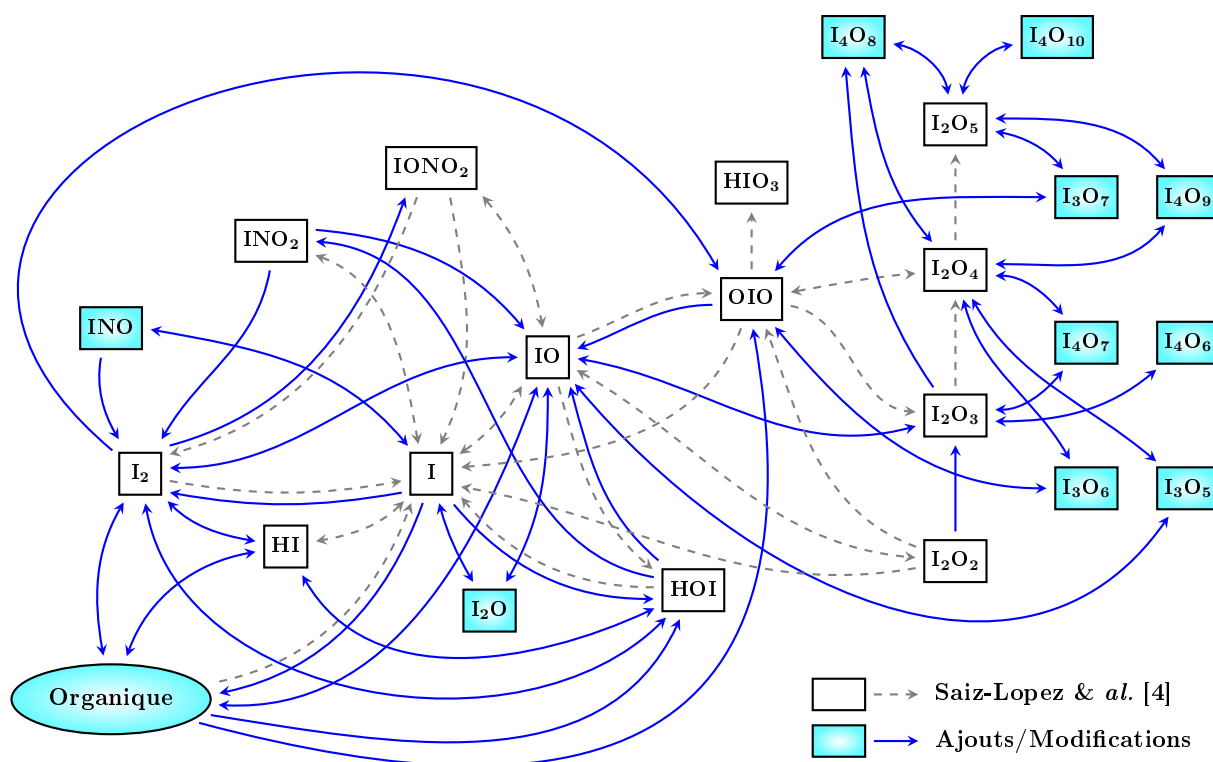 I₄O₈
I₄O₁₀
I₂O₅
IONO₂
HIO₃
I₃O₇
I₄O₉
INO₂
I₂O₄
OIO
INO
IO
I₄O₇
I₄O₆
I₂O₃
I₂
I
I₃O₆
I₃O₅
HI
I₂O₂
HOI
I₂O
Organique
Saiz-Lopez & al. [4]
Ajouts/Modifications